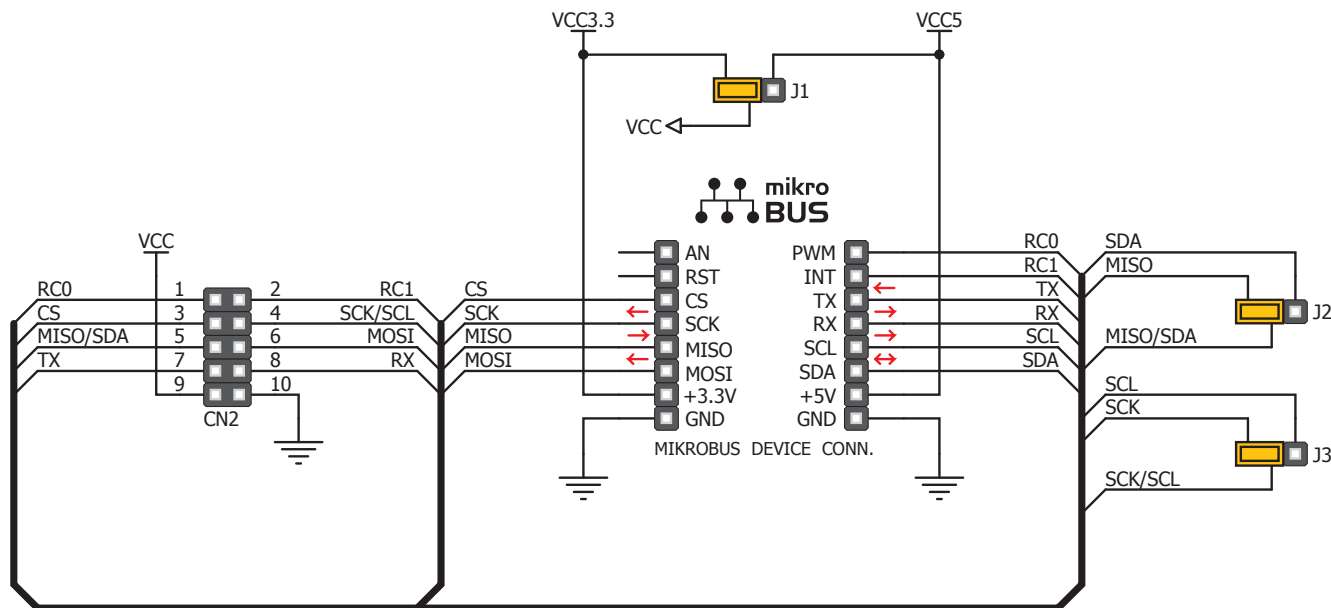 VCC3.3 VCC5
J1
VCC
mikro
BUS
VCC
AN PWM RC0 SDA
RST INT RC1 MISO
RC0 1 2 RC1 CS CS TX TX
CS 3 4 SCK/SCL SCK SCK RX RX J2
MISO/SDA 5 6 MOSI MISO MISO SCL SCL MISO/SDA
TX 7 8 RX MOSI MOSI SDA SDA
9 10 +3.3V +5V SCL
CN2 GND GND SCK
MIKROBUS DEVICE CONN. J3
SCK/SCL